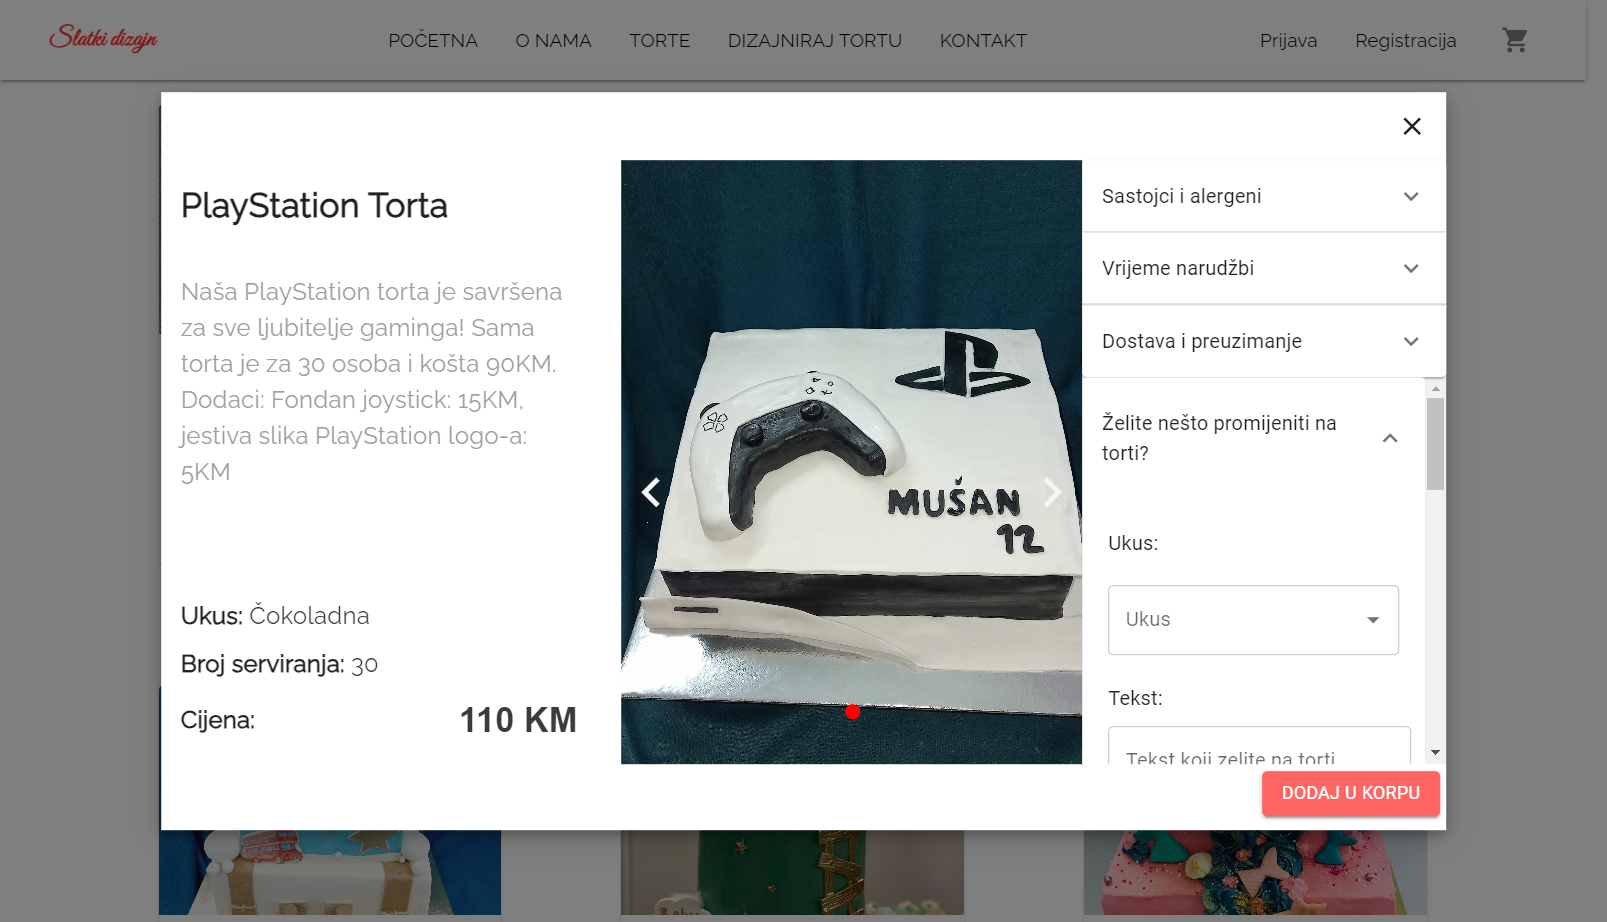 Slatki dizajn
POČETNA
O NAMA
TORTE
DIZAJNIRAJ TORTU
KONTAKT
Prijava
Registracija
PlayStation Torta
Naša PlayStation torta je savršena
za sve ljubitelje gaminga! Sama
torta je za 30 osoba i košta 90KM.
Dodaci: Fondan joystick: 15KM,
jestiva slika PlayStation logo-a:
5KM
Ukus: Čokoladna
Broj serviranja: 30
Cijena: 110 KM
MUŠAN
12
Sastojci i alergeni
Vrijeme narudžbi
Dostava i preuzimanje
Želite nešto promijeniti na
torti?
Ukus:
Ukus
Tekst:
Tekst koji zelite na torti
DODAJ U KORPU